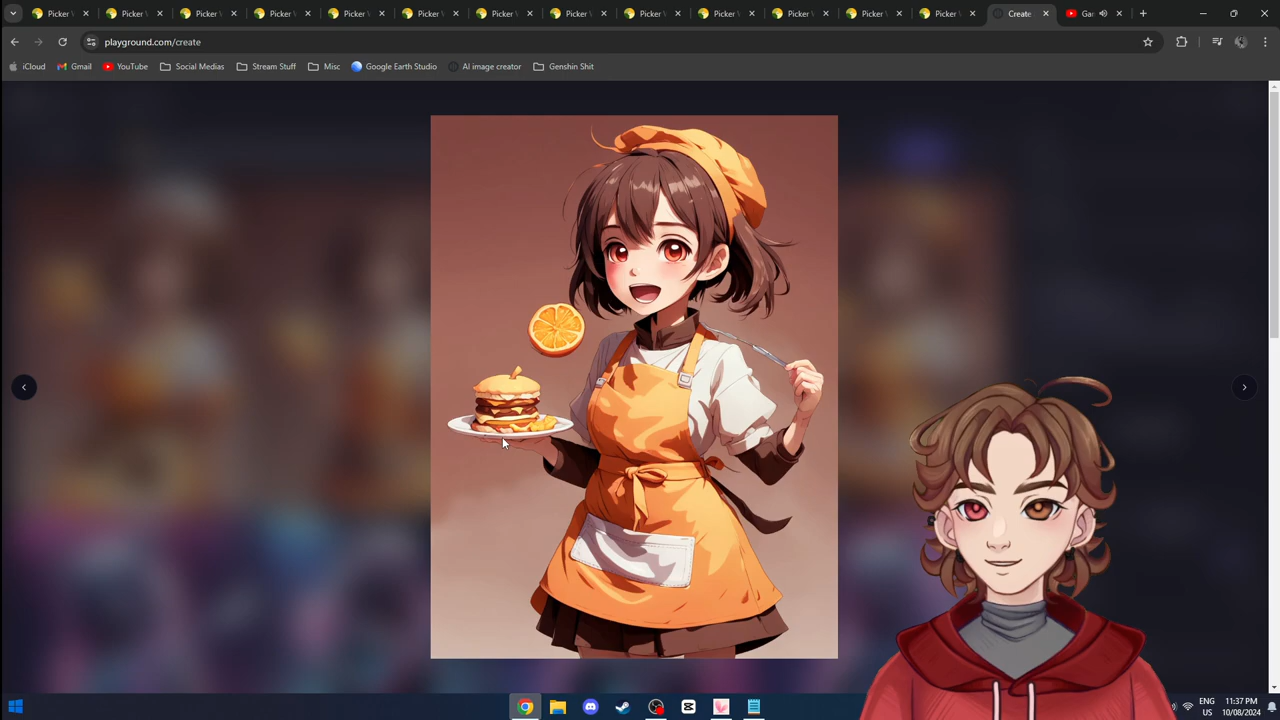 Picker
Picker
Picker
Picker
Picker
Picker
Picker
Picker
Picker
Picker
Picker
Picker
Picker
Create
Gar
playground.com/create
iCloud
Gmail
YouTube
Social Medias
Stream Stuff
Misc
Google Earth Studio
AI image creator
Genshin Shit
ENG
US
11:37 PM
10/08/2024